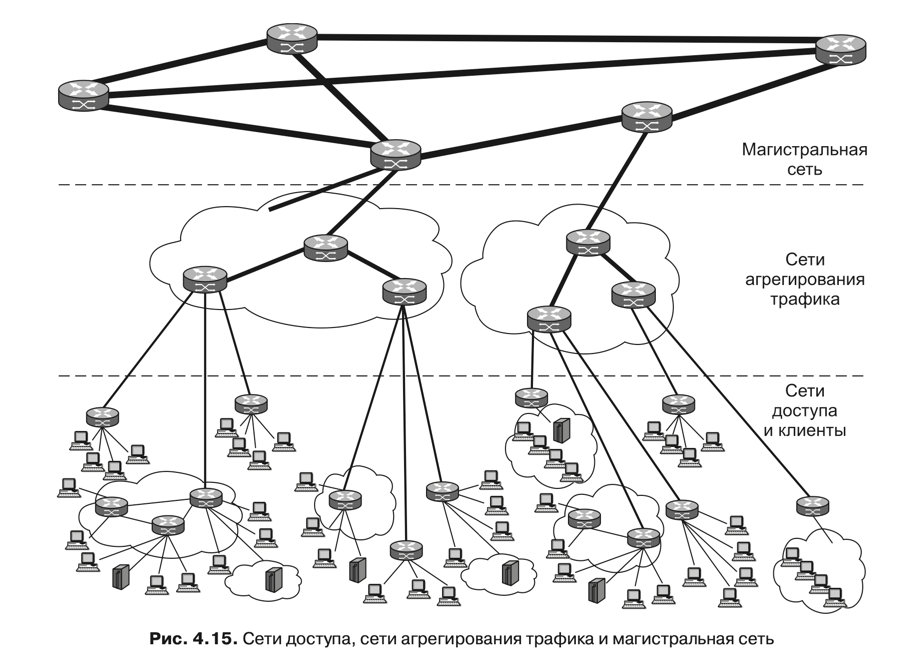 Магистральная
сеть
Сети
агрегирования
трафика
Сети
доступа
и клиенты
Рис. 4.15. Сети доступа, сети агрегирования трафика и магистральная сеть